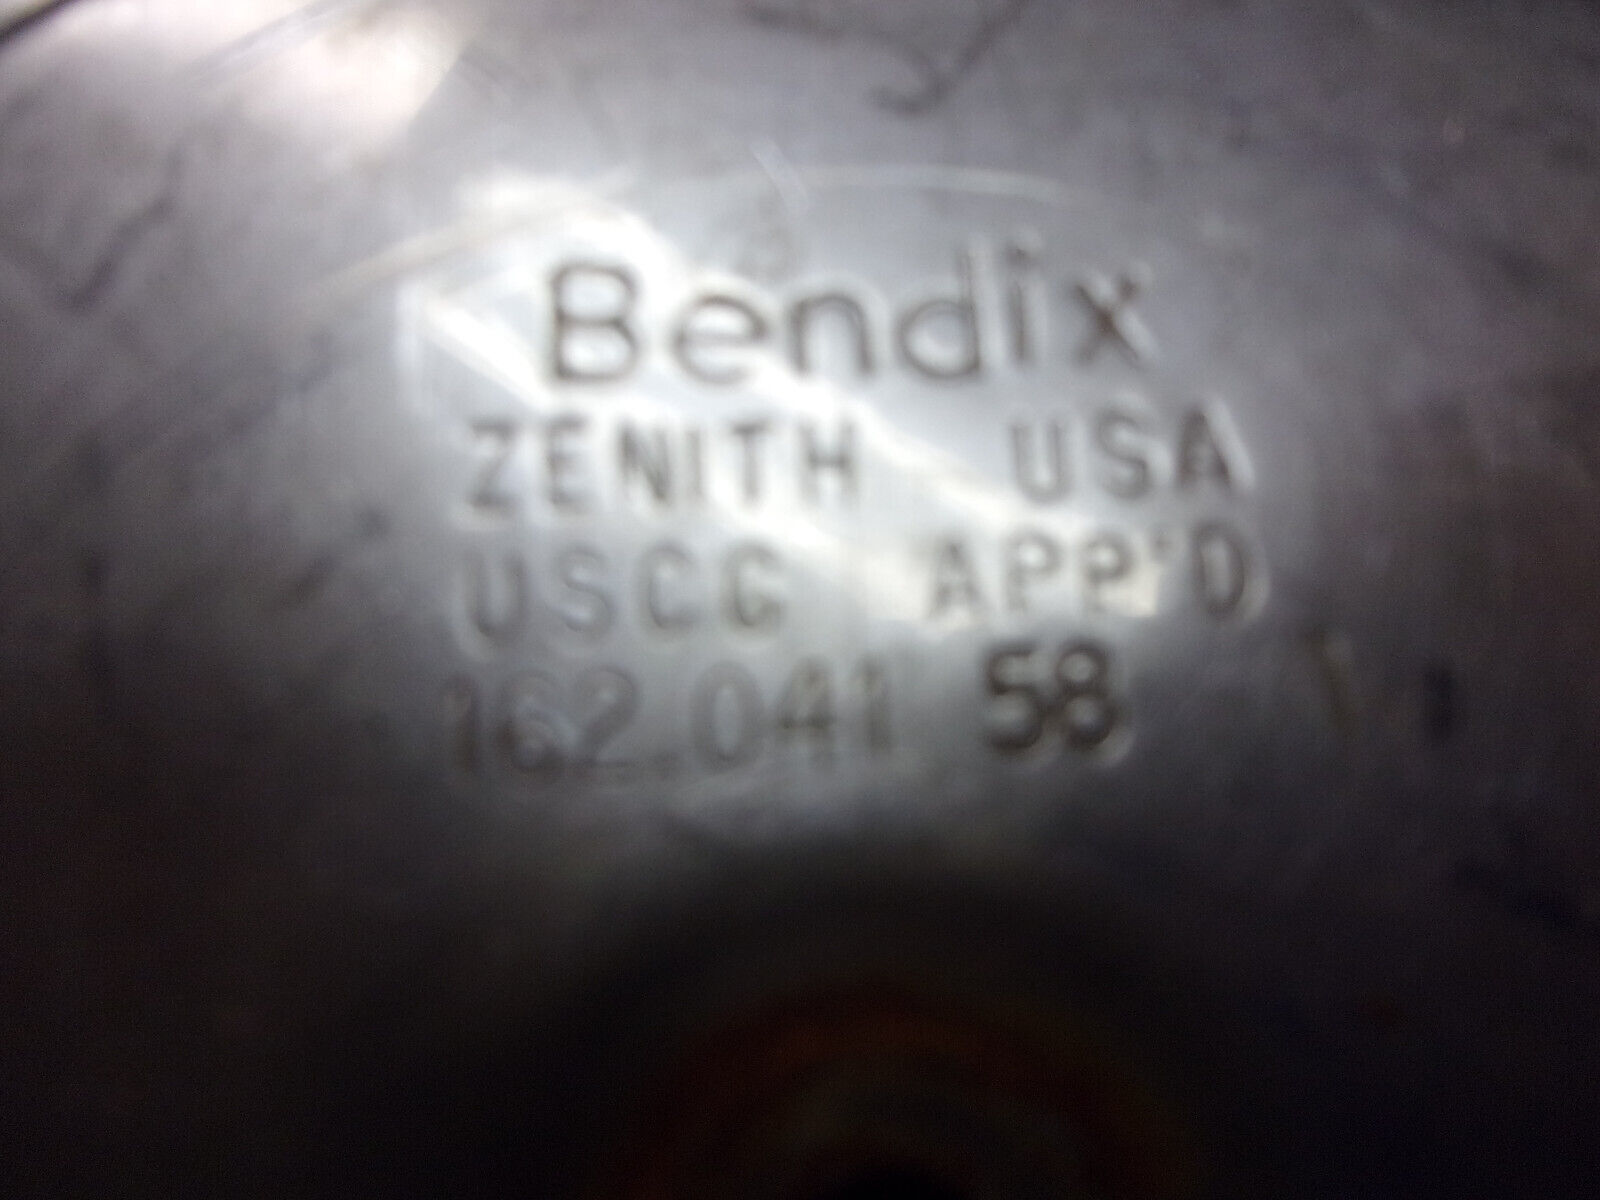 Bendix
ZENITH USA
USCG APP'D
162.041 58